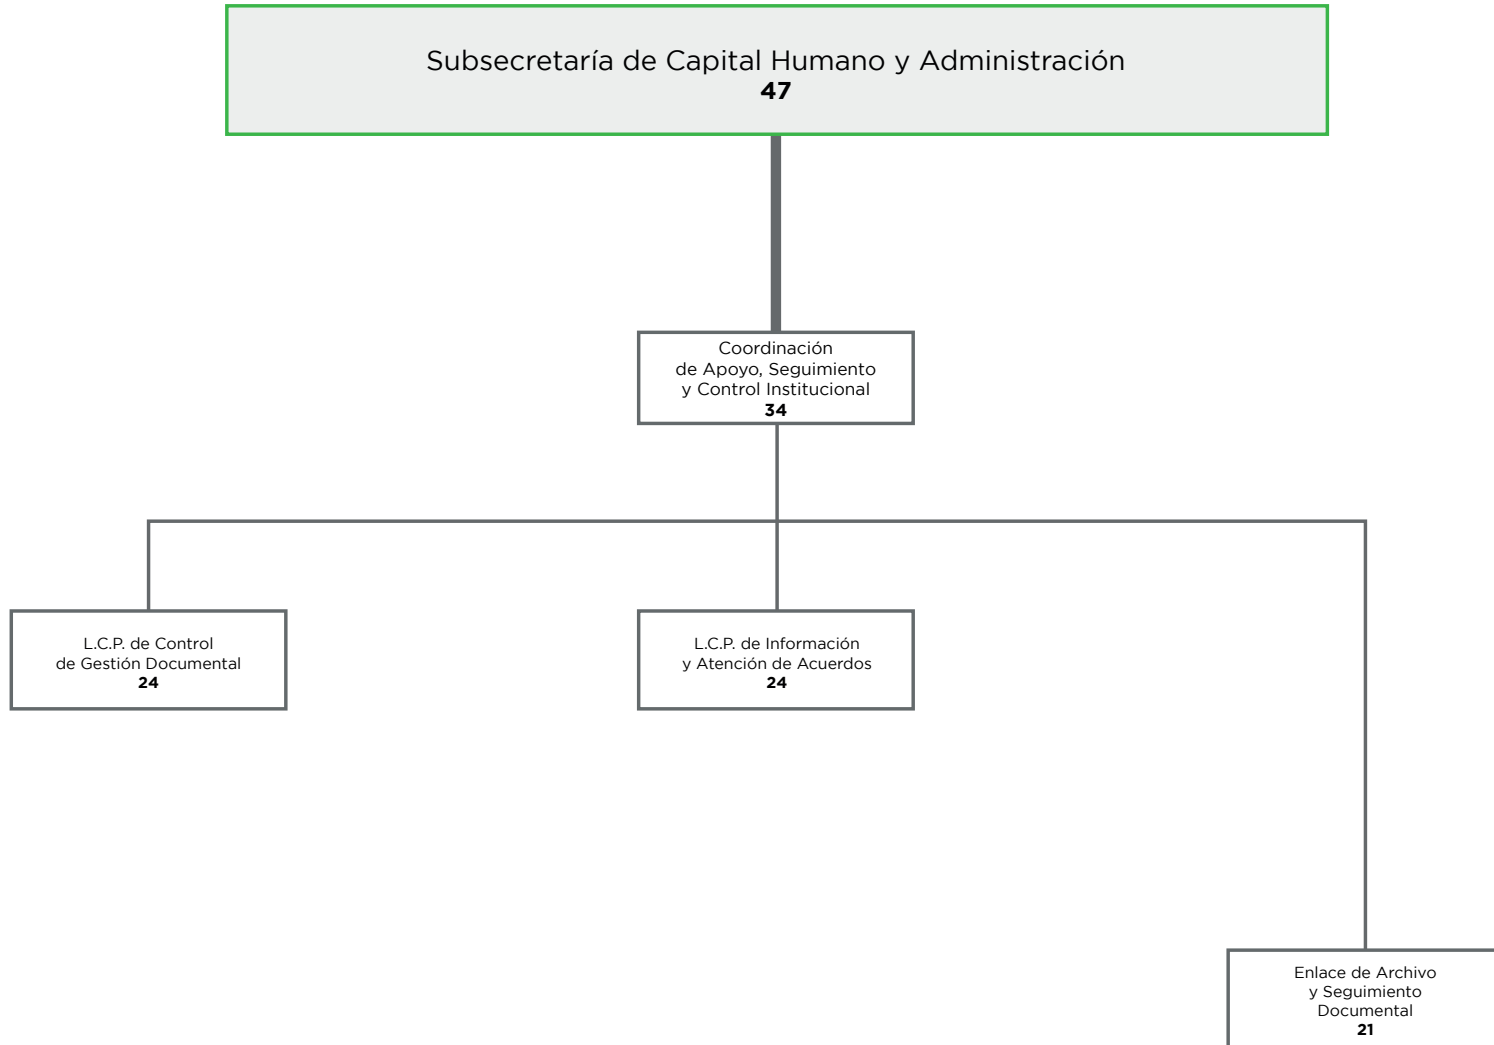 Subsecretaría de Capital Humano y Administración
47
Coordinación
de Apoyo, Seguimiento
y Control Institucional
34
L.C.P. de Control
de Gestión Documental
24
L.C.P. de Información
y Atención de Acuerdos
24
Enlace de Archivo
y Seguimiento
Documental
21